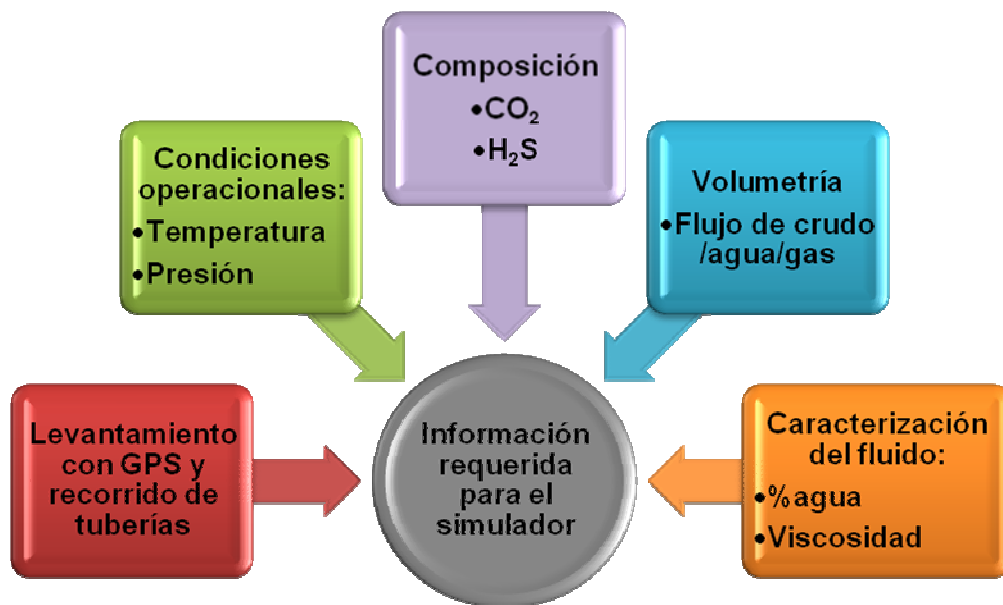 Composición
•CO₂
•H₂S
Condiciones
operacionales:
•Temperatura
•Presión
Volumetría
•Flujo de crudo
/agua/gas
Levantamiento
con GPS y
recorrido de
tuberías
Información
requerida
para el
simulador
Caracterización
del fluido:
•%agua
•Viscosidad